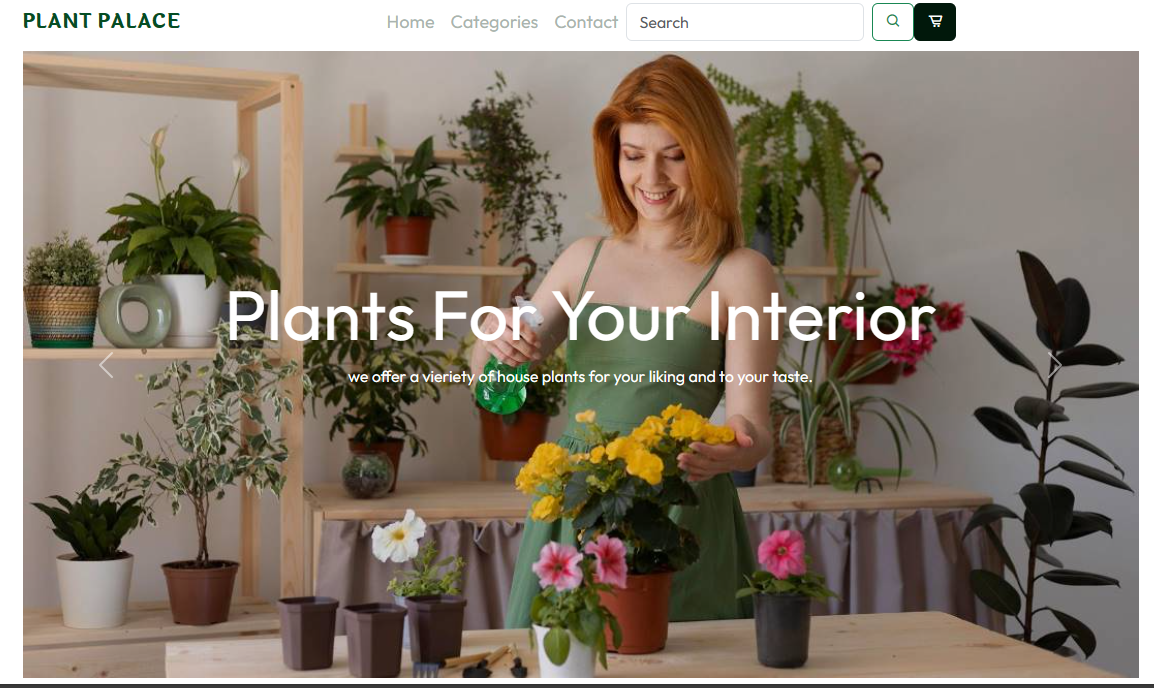 PLANT PALACE
Home Categories Contact Search
Plants For Your Interior
we offer a vieriety of house plants for your liking and to your taste.